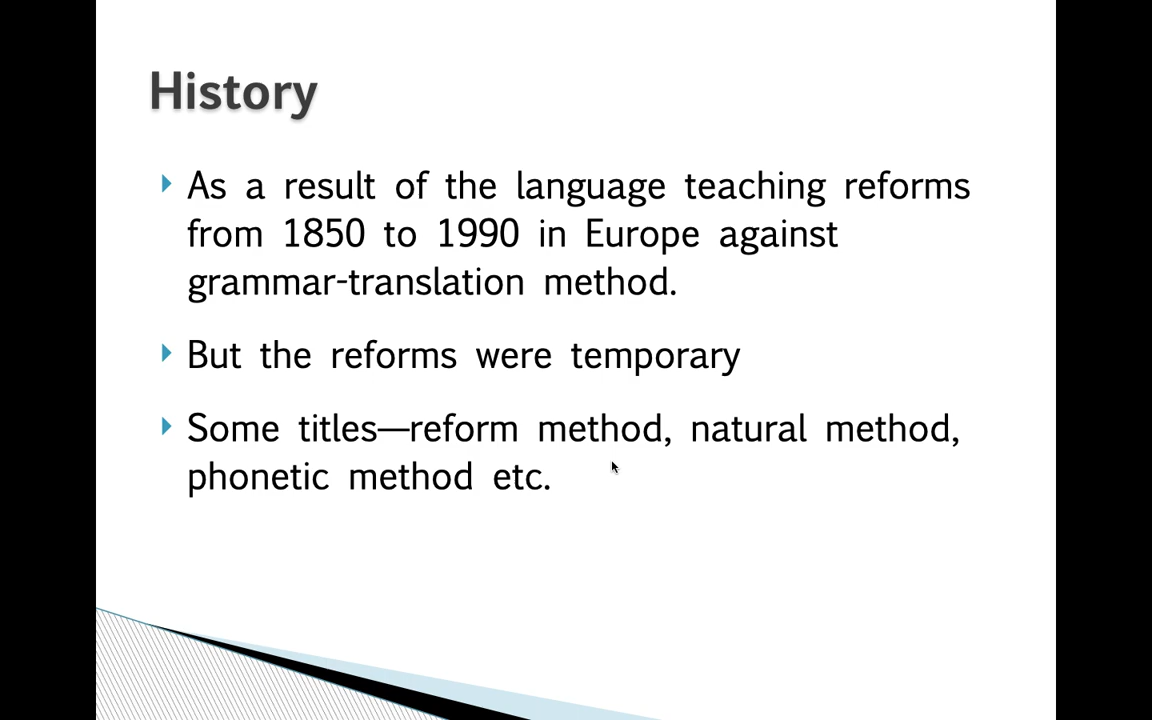 History
As a result of the language teaching reforms
from 1850 to 1990 in Europe against
grammar-translation method.
But the reforms were temporary
Some titles—reform method, natural method,
phonetic method etc.